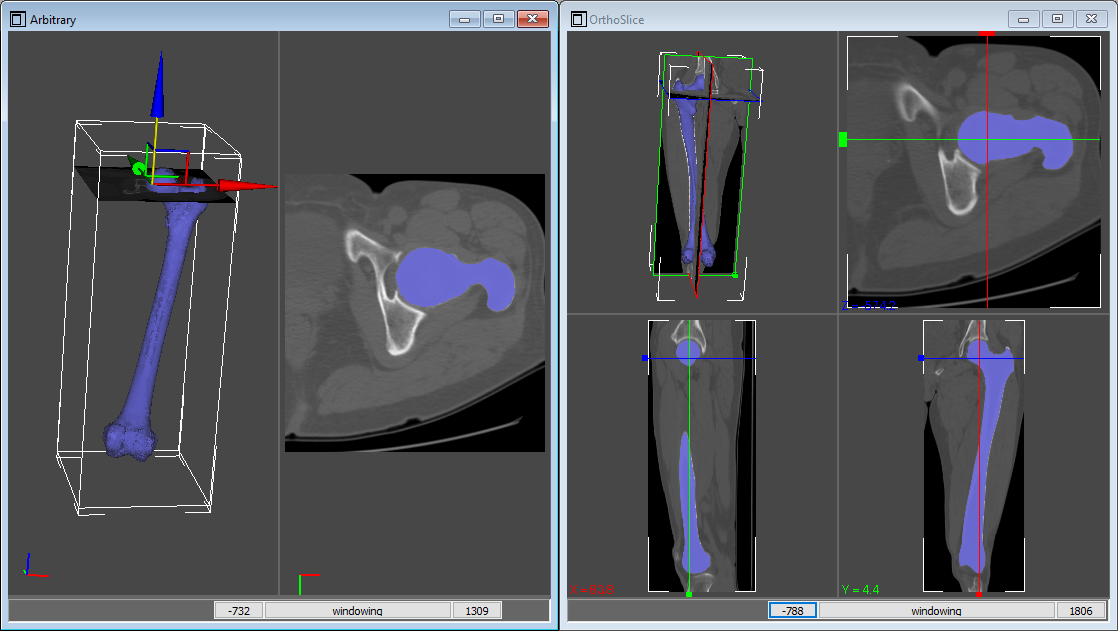 Arbitrary
-732
windowing
1309
OrthoSlice
Y = 4.4
-788
windowing
1806